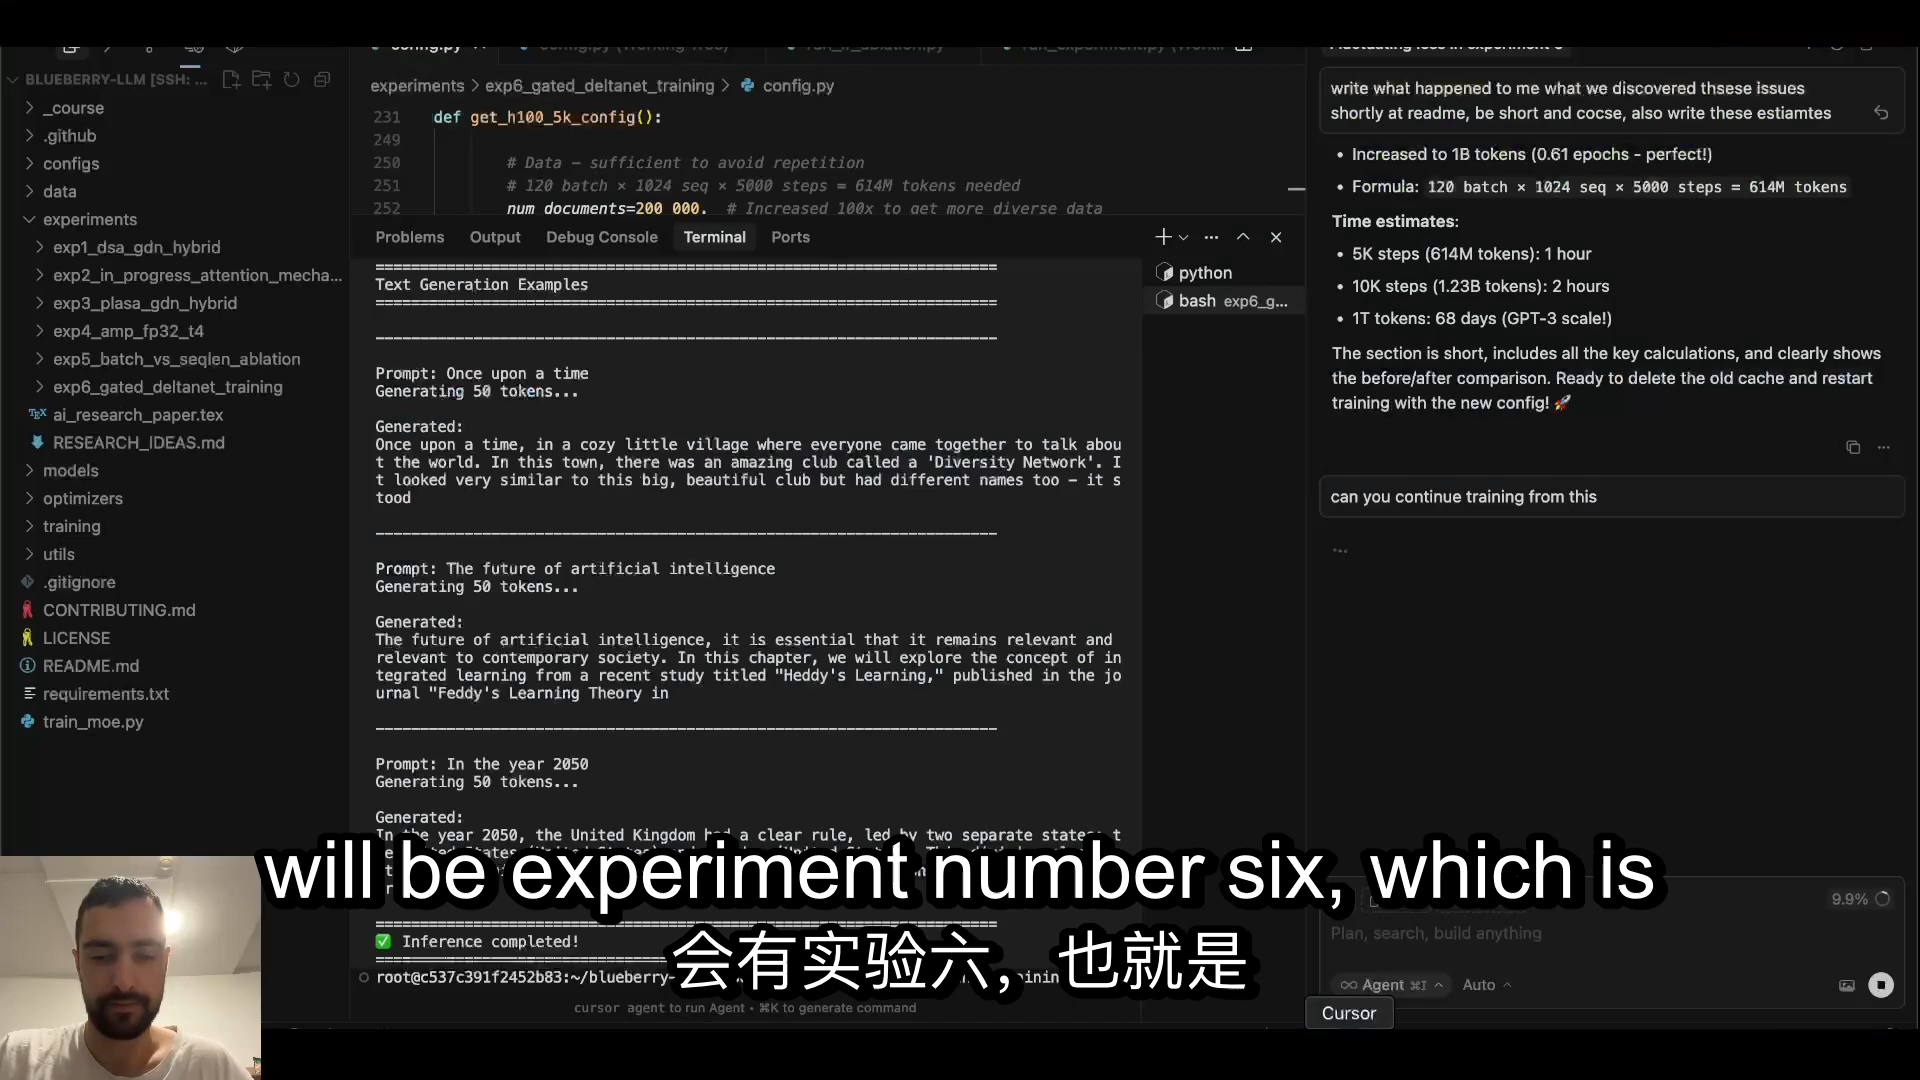 BLUEBERRY-LLM [SSH: ...
_course
.github
configs
data
experiments
exp1_dsa_gdn_hybrid
exp2_in_progress_attention_mecha...
exp3_plasa_gdn_hybrid
exp4_amp_fp32_t4
exp5_batch_vs_seqlen_ablation
exp6_gated_deltanet_training
ai_research_paper.tex
RESEARCH_IDEAS.md
models
optimizers
training
utils
.gitignore
CONTRIBUTING.md
LICENSE
README.md
requirements.txt
train_moe.py
experiments > exp6_gated_deltanet_training > config.py
231 def get_h100_5k_config():
249
250 # Data – sufficient to avoid repetition
251 # 120 batch × 1024 seq × 5000 steps = 614M tokens needed
252 num_documents=200_000, # Increased 100x to get more diverse data
Problems Output Debug Console Terminal Ports
python
bash exp6_g...
Text Generation Examples
Prompt: Once upon a time
Generating 50 tokens...
Generated:
Once upon a time, in a cozy little village where everyone came together to talk abou
t the world. In this town, there was an amazing club called a 'Diversity Network'. I
t looked very similar to this big, beautiful club but had different names too – it s
tood
Prompt: The future of artificial intelligence
Generating 50 tokens...
Generated:
The future of artificial intelligence, it is essential that it remains relevant and
relevant to contemporary society. In this chapter, we will explore the concept of in
tegrated learning from a recent study titled "Heddy's Learning," published in the jo
urnal "Feddy's Learning Theory in
Prompt: In the year 2050
Generating 50 tokens...
Generated:
In the year 2050, the United Kingdom had a clear rule, led by two separate states: t
✅ Inference completed!
root@c537c391f2452b83:~/blueberry-
cursor agent to run Agent • ⌘K to generate command
write what happened to me what we discovered thsese issues
shortly at readme, be short and cocse, also write these estiamtes
• Increased to 1B tokens (0.61 epochs - perfect!)
• Formula: 120 batch × 1024 seq × 5000 steps = 614M tokens
Time estimates:
• 5K steps (614M tokens): 1 hour
• 10K steps (1.23B tokens): 2 hours
• 1T tokens: 68 days (GPT-3 scale!)
The section is short, includes all the key calculations, and clearly shows
the before/after comparison. Ready to delete the old cache and restart
training with the new config! 🚀
can you continue training from this
...
9.9%
Plan, search, build anything
∞ Agent ⌘I Auto
Cursor
will be experiment number six, which is
会有实验六，也就是